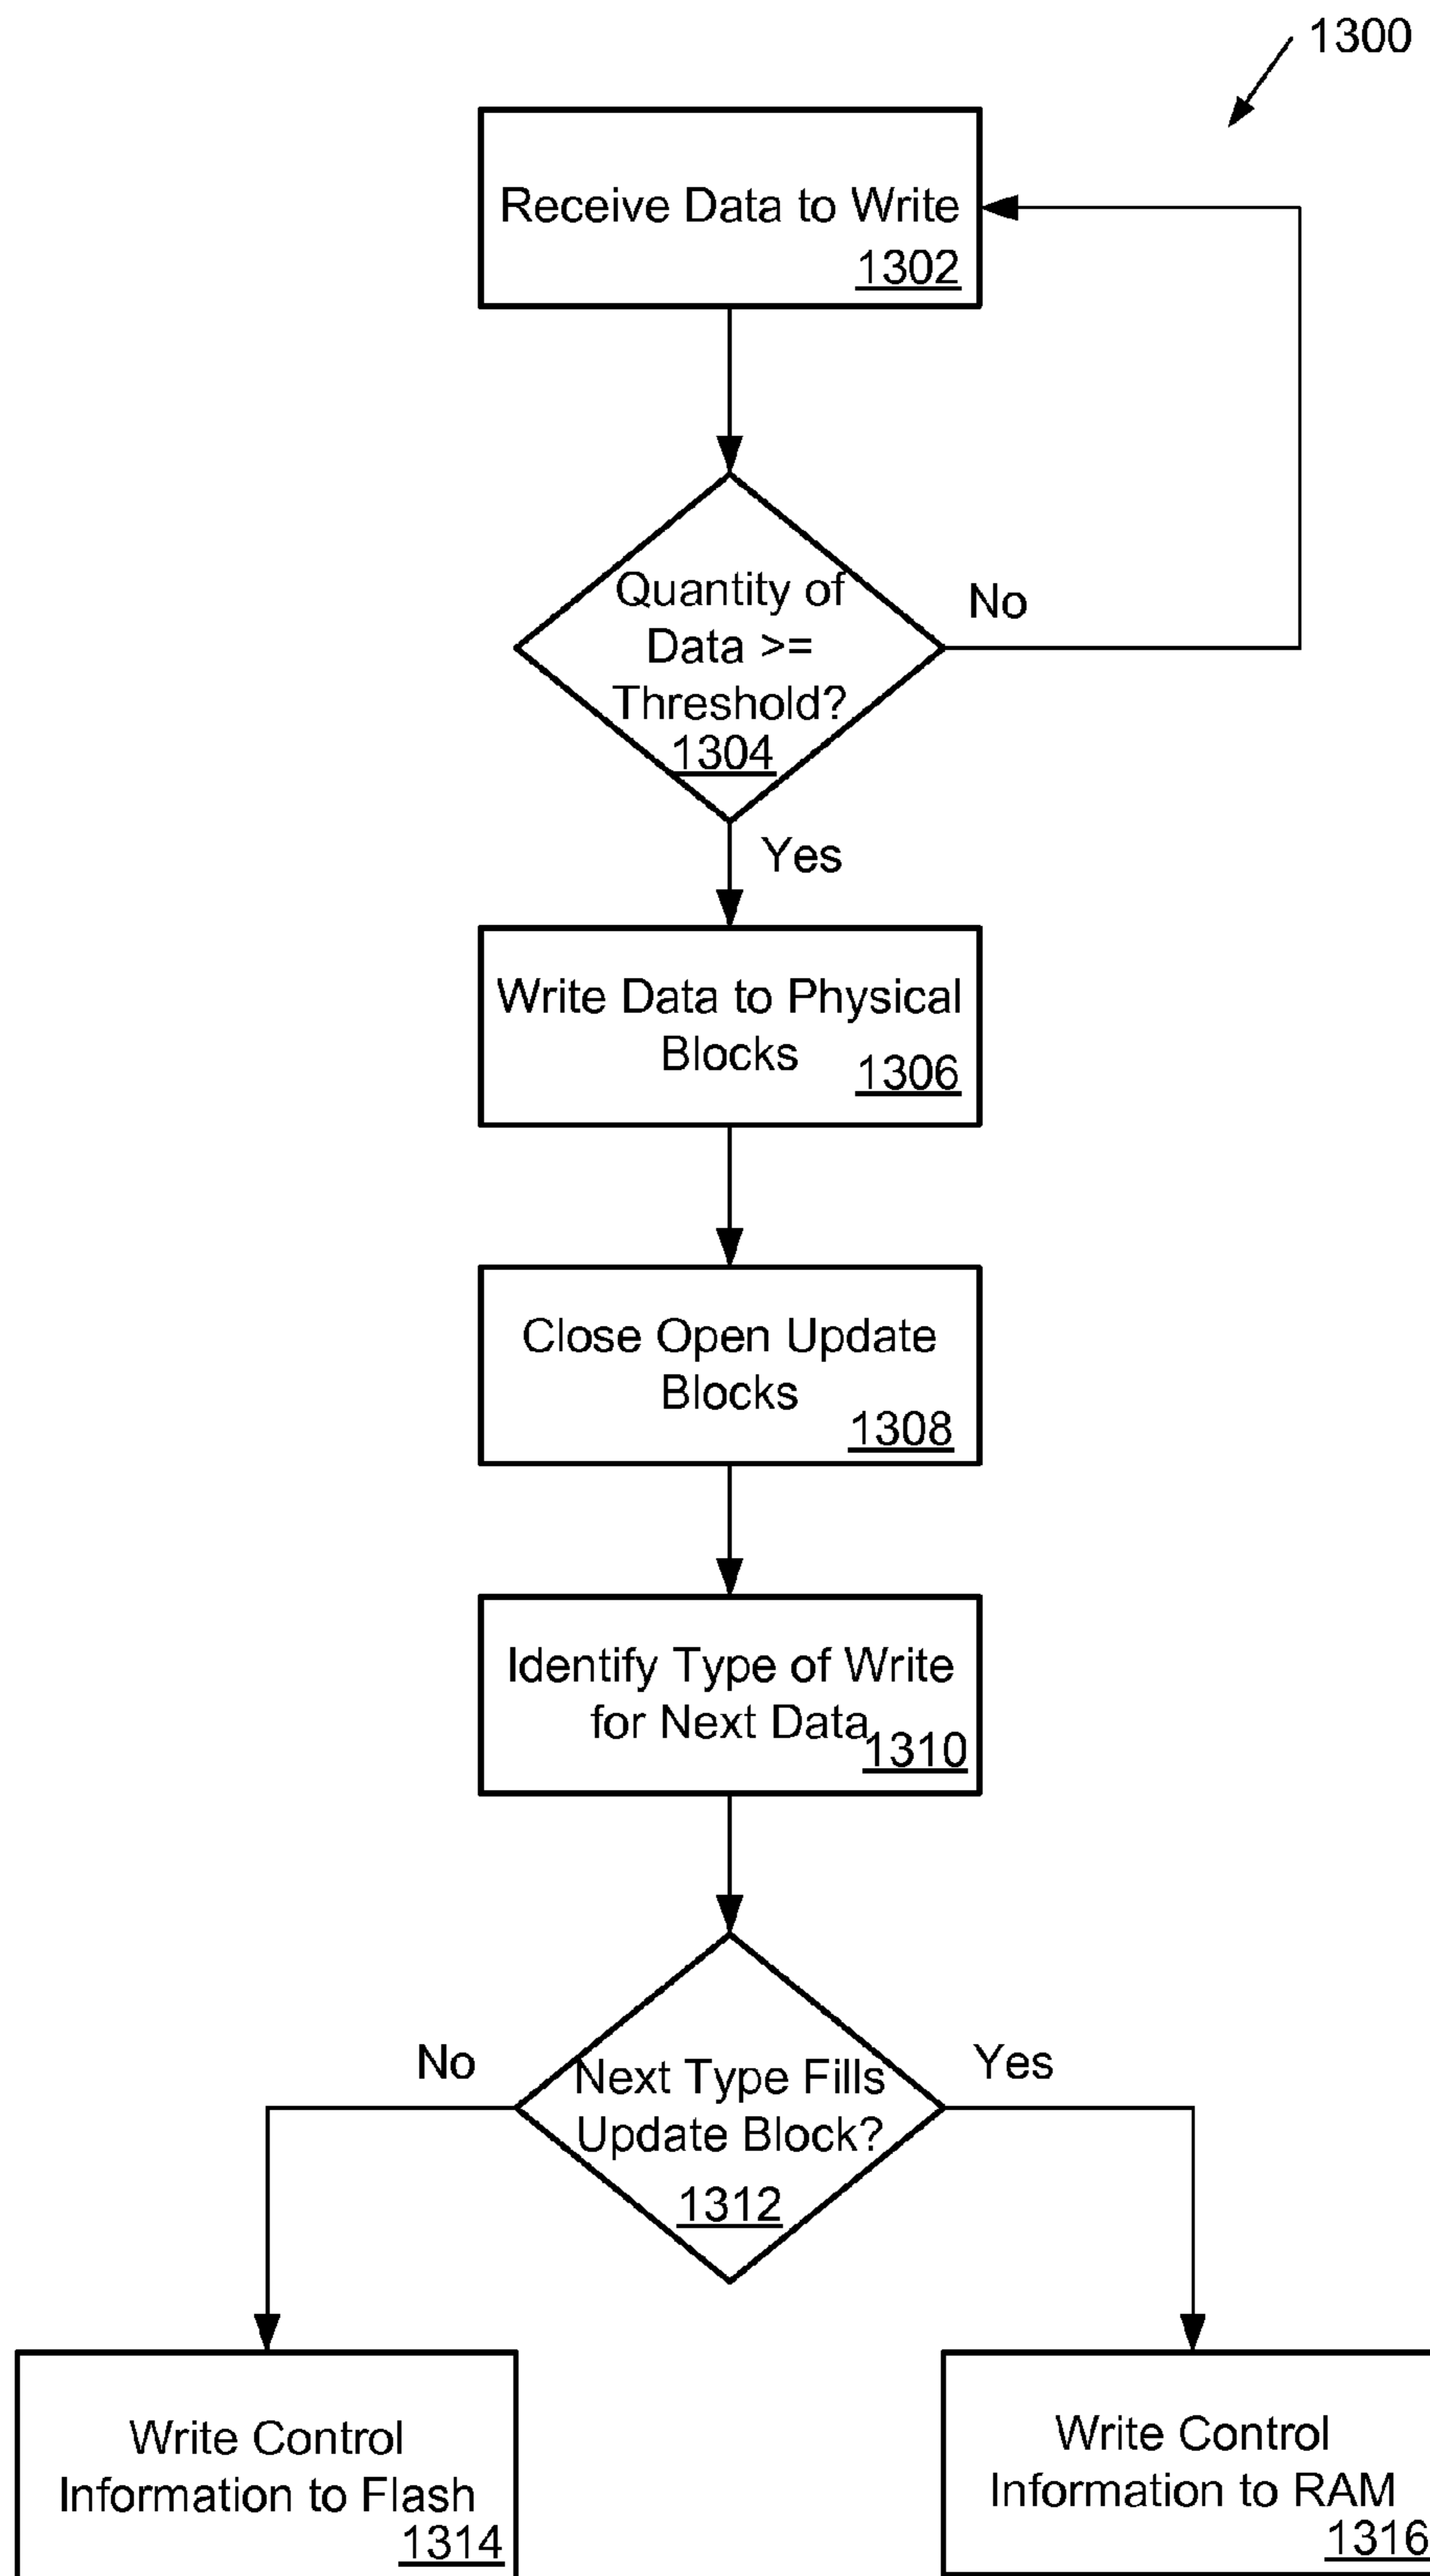 1300
Receive Data to Write
1302
Quantity of
Data >=
Threshold?
1304
No
Yes
Write Data to Physical
Blocks
1306
Close Open Update
Blocks
1308
Identify Type of Write
for Next Data
1310
No
Yes
Next Type Fills
Update Block?
1312
Write Control
Information to Flash
1314
Write Control
Information to RAM
1316